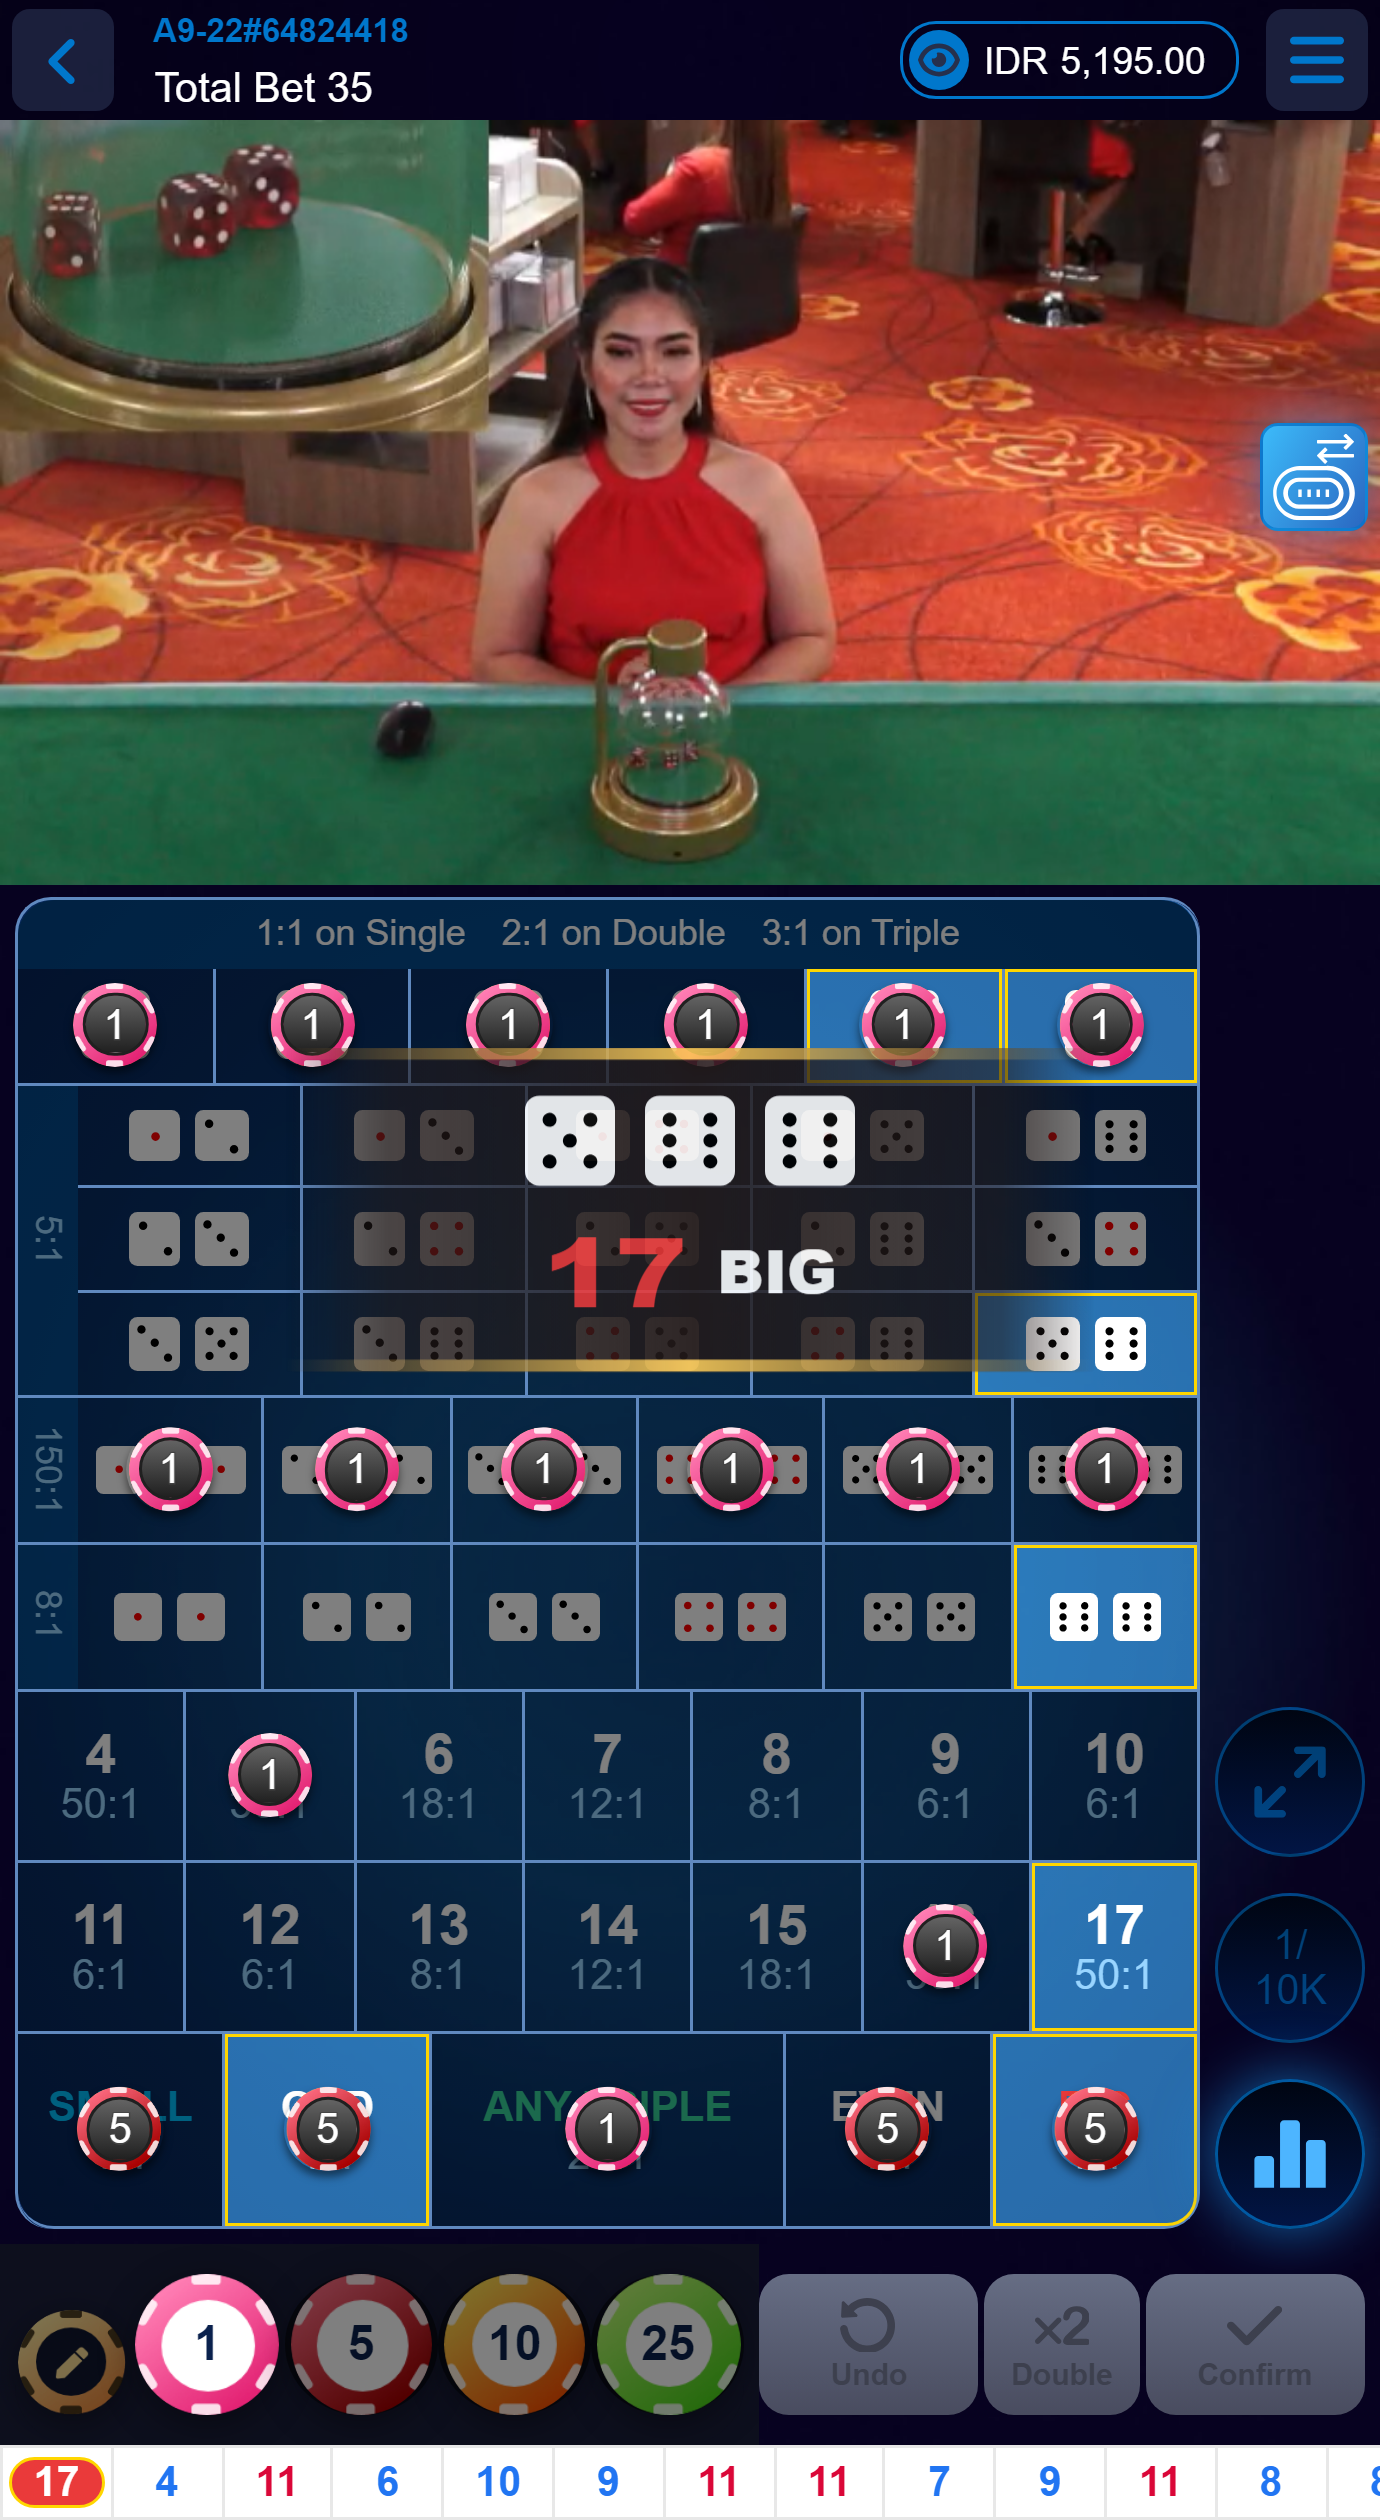 A9-22#64824418
Total Bet 35
IDR 5,195.00
1:1 on Single 2:1 on Double 3:1 on Triple
1 1 1 1 1 1
5:1
17 BIG
150:1
1 1 1 1 1 1
8:1
4 1 6 7 8 9 10
50:1 18:1 12:1 8:1 6:1 6:1
11 12 13 14 15 1 17
6:1 6:1 8:1 12:1 18:1 50:1
5 5 1 5 5
1/
10K
1 5 10 25
x2
Undo Double Confirm
17 4 11 6 10 9 11 11 7 9 11 8